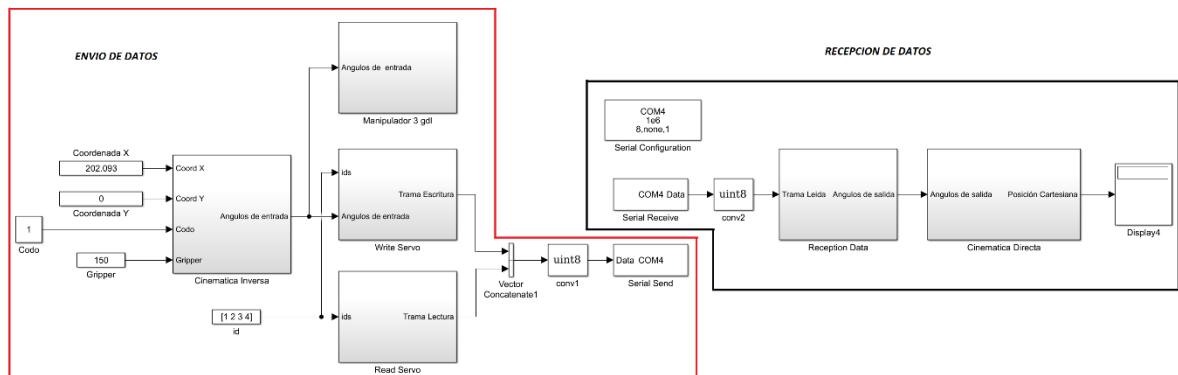 ENVIO DE DATOS
Angulos de entrada
Manipulador 3 gdl
Coordenada X
202.093
0
Coordenada Y
1
Codo
150
Gripper
Coord X
Coord Y
Codo
Gripper
Angulos de entrada
Cinematica Inversa
ids
Angulos de entrada
Trama Escritura
Write Servo
[1 2 3 4]
id
ids
Trama Lectura
Read Servo
Vector
Concatenate1
uint8
conv1
Data COM4
Serial Send
RECEPCION DE DATOS
COM4
1e6
8,none,1
Serial Configuration
COM4 Data
Serial Receive
uint8
conv2
Trama Leida
Angulos de salida
Reception Data
Angulos de salida
Posición Cartesiana
Cinematica Directa
Display4